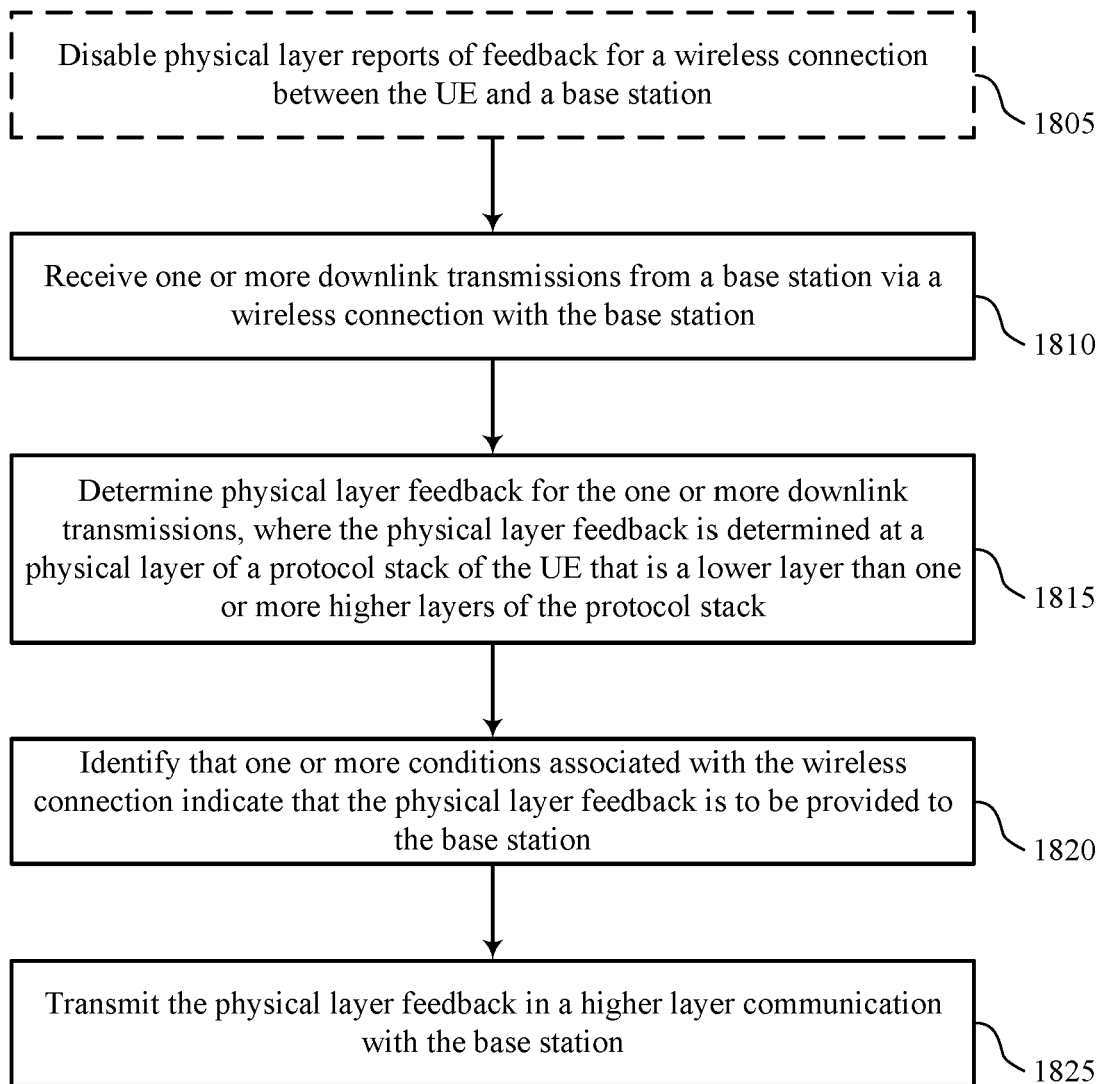 Disable physical layer reports of feedback for a wireless connection
between the UE and a base station
1805
Receive one or more downlink transmissions from a base station via a
wireless connection with the base station
1810
Determine physical layer feedback for the one or more downlink
transmissions, where the physical layer feedback is determined at a
physical layer of a protocol stack of the UE that is a lower layer than one
or more higher layers of the protocol stack
1815
Identify that one or more conditions associated with the wireless
connection indicate that the physical layer feedback is to be provided to
the base station
1820
Transmit the physical layer feedback in a higher layer communication
with the base station
1825